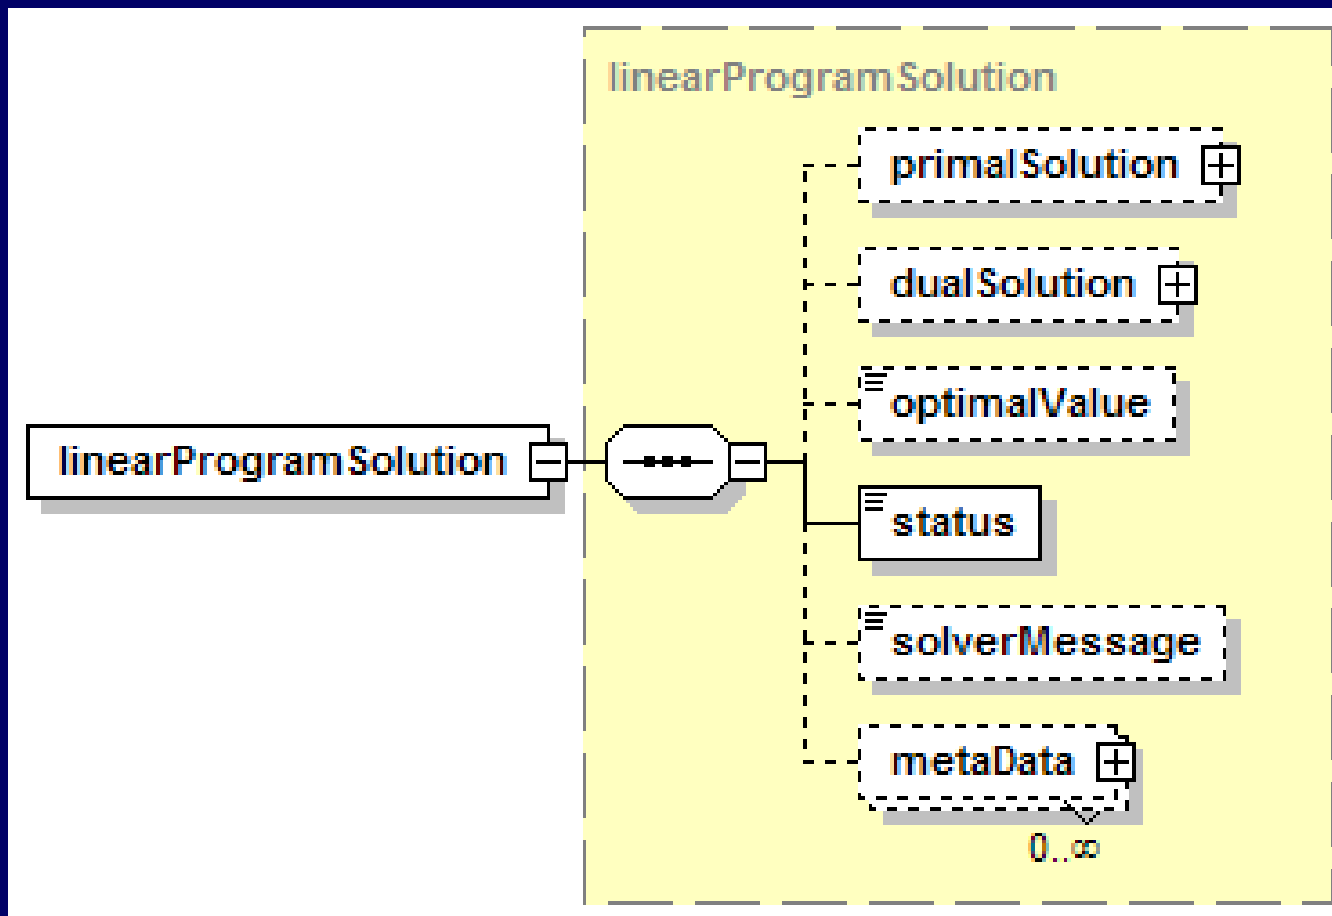 linearProgramSolution
primalSolution
dualSolution
optimalValue
linearProgramSolution
status
solverMessage
metaData
0..∞